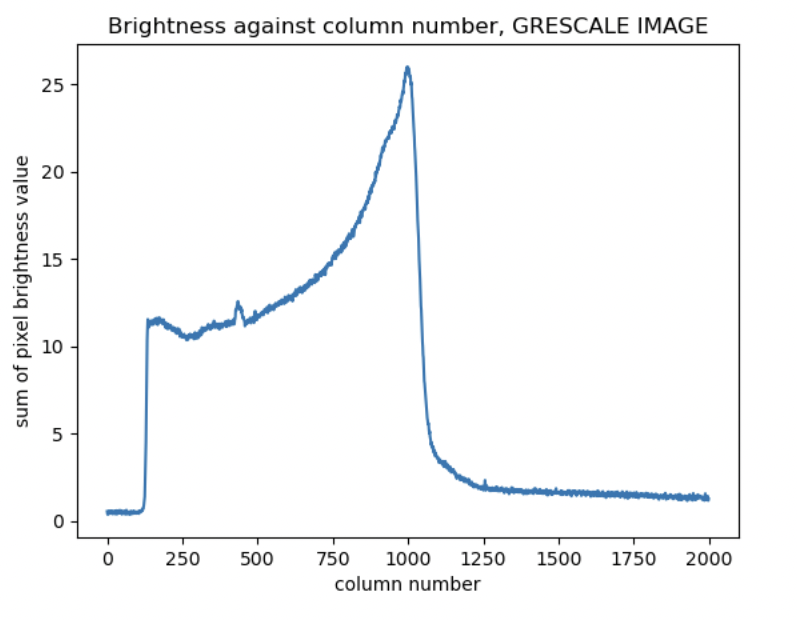 Brightness against column number, GRESCALE IMAGE
sum of pixel brightness value
25
20
15
10
5
0
0 250 500 750 1000 1250 1500 1750 2000
column number